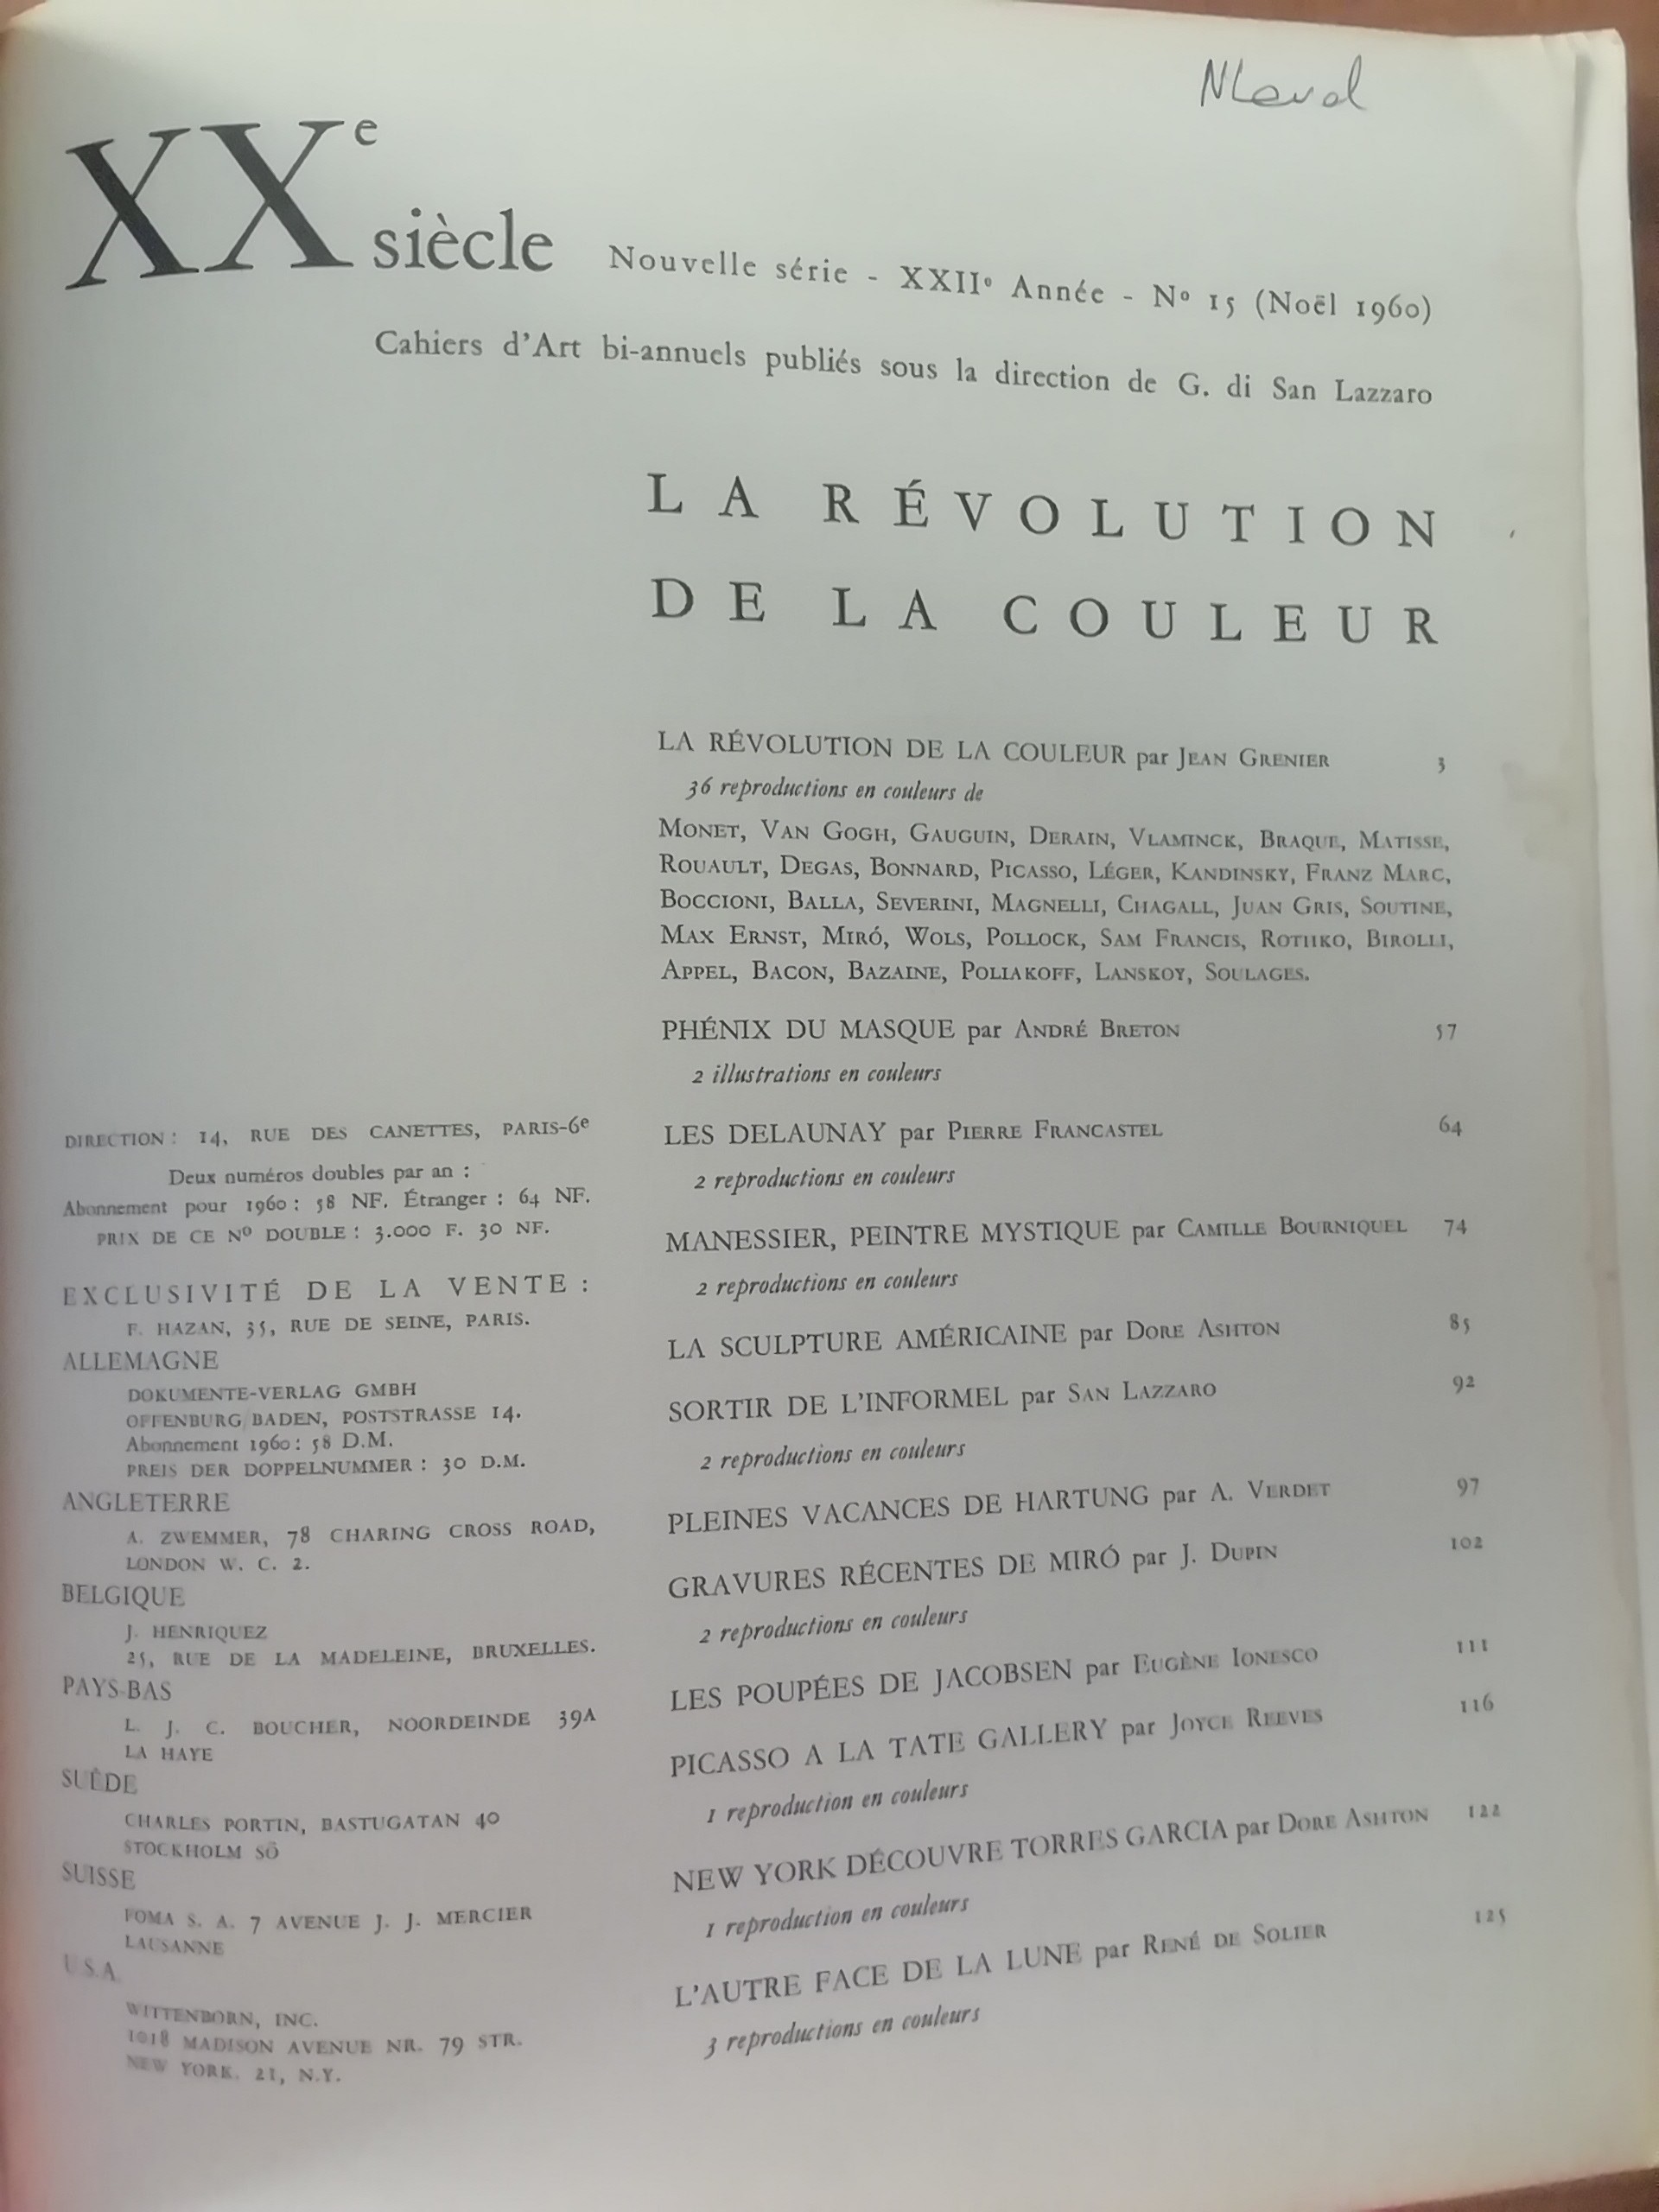 XXe siècle Nouvelle série - XXIIe Année - No 15 (Noël 1960)
Cahiers d'Art bi-annuels publiés sous la direction de G. di San Lazzaro
LA RÉVOLUTION
DE LA COULEUR
LA RÉVOLUTION DE LA COULEUR par JEAN GRENIER 3
36 reproductions en couleurs de
MONET, VAN GOGH, GAUGUIN, DERAIN, VLAMINCK, BRAQUE, MATISSE,
ROUAULT, DEGAS, BONNARD, PICASSO, LÉGER, KANDINSKY, FRANZ MARC,
BOCCIONI, BALLA, SEVERINI, MAGNELLI, CHAGALL, JUAN GRIS, SOUTINE,
MAX ERNST, MIRÓ, WOLS, POLLOCK, SAM FRANCIS, ROTHKO, BIROLLI,
APPEL, BACON, BAZAINE, POLIAKOFF, LANSKOY, SOULAGES.
PHÉNIX DU MASQUE par ANDRÉ BRETON 57
2 illustrations en couleurs
LES DELAUNAY par PIERRE FRANCASTEL 64
2 reproductions en couleurs
MANESSIER, PEINTRE MYSTIQUE par CAMILLE BOURNIQUEL 74
2 reproductions en couleurs
LA SCULPTURE AMÉRICAINE par DORE ASHTON 85
SORTIR DE L'INFORMEL par SAN LAZZARO 92
2 reproductions en couleurs
PLEINES VACANCES DE HARTUNG par A. VERDET 97
GRAVURES RÉCENTES DE MIRÓ par J. DUPIN 102
2 reproductions en couleurs
LES POUPÉES DE JACOBSEN par EUGÈNE IONESCO 111
PICASSO A LA TATE GALLERY par JOYCE REEVES 116
1 reproduction en couleurs
NEW YORK DÉCOUVRE TORRES GARCIA par DORE ASHTON 122
1 reproduction en couleurs
L'AUTRE FACE DE LA LUNE par RENÉ DE SOLIER 125
3 reproductions en couleurs
DIRECTION : 14, RUE DES CANETTES, PARIS-6e
Deux numéros doubles par an :
Abonnement pour 1960 : 58 NF. Étranger : 64 NF.
PRIX DE CE No DOUBLE : 3.000 F. 30 NF.
EXCLUSIVITÉ DE LA VENTE :
F. HAZAN, 35, RUE DE SEINE, PARIS.
ALLEMAGNE
DOKUMENTE-VERLAG GMBH
OFFENBURG/BADEN, POSTSTRASSE 14.
Abonnement 1960 : 58 D.M.
PREIS DER DOPPELNUMMER : 30 D.M.
ANGLETERRE
A. ZWEMMER, 78 CHARING CROSS ROAD,
LONDON W. C. 2.
BELGIQUE
J. HENRIQUEZ
25, RUE DE LA MADELEINE, BRUXELLES.
PAYS-BAS
L. J. C. BOUCHER, NOORDEINDE 39A
LA HAYE
SUÈDE
CHARLES PORTIN, BASTUGATAN 40
STOCKHOLM SÖ
SUISSE
FOMA S. A. 7 AVENUE J. J. MERCIER
LAUSANNE
U.S.A.
WITTENBORN, INC.
1018 MADISON AVENUE NR. 79 STR.
NEW YORK. 21, N.Y.